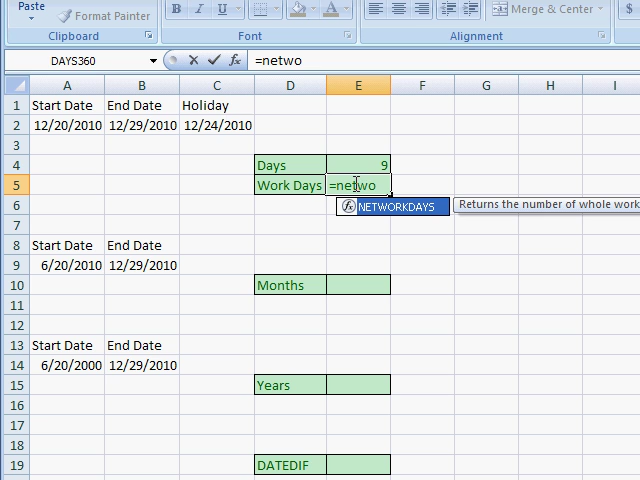 Paste Format Painter B I U A Merge & Center $
Clipboard Font Alignment
DAYS360 fx =netwo
A B C D E F G H I
1 Start Date End Date Holiday
2 12/20/2010 12/29/2010 12/24/2010
3
4 Days 9
5 Work Days =netwo
6 fx NETWORKDAYS Returns the number of whole work
7
8 Start Date End Date
9 6/20/2010 12/29/2010
10 Months
11
12
13 Start Date End Date
14 6/20/2000 12/29/2010
15 Years
16
17
18
19 DATEDIF